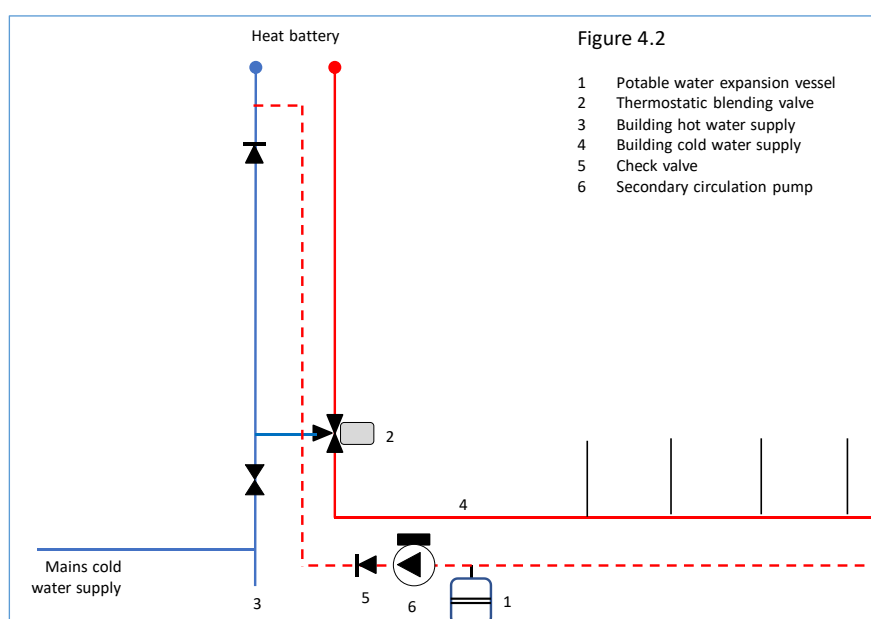 Heat battery
Figure 4.2
1 Potable water expansion vessel
2 Thermostatic blending valve
3 Building hot water supply
4 Building cold water supply
5 Check valve
6 Secondary circulation pump
2
4
Mains cold
water supply
3
5
6
1